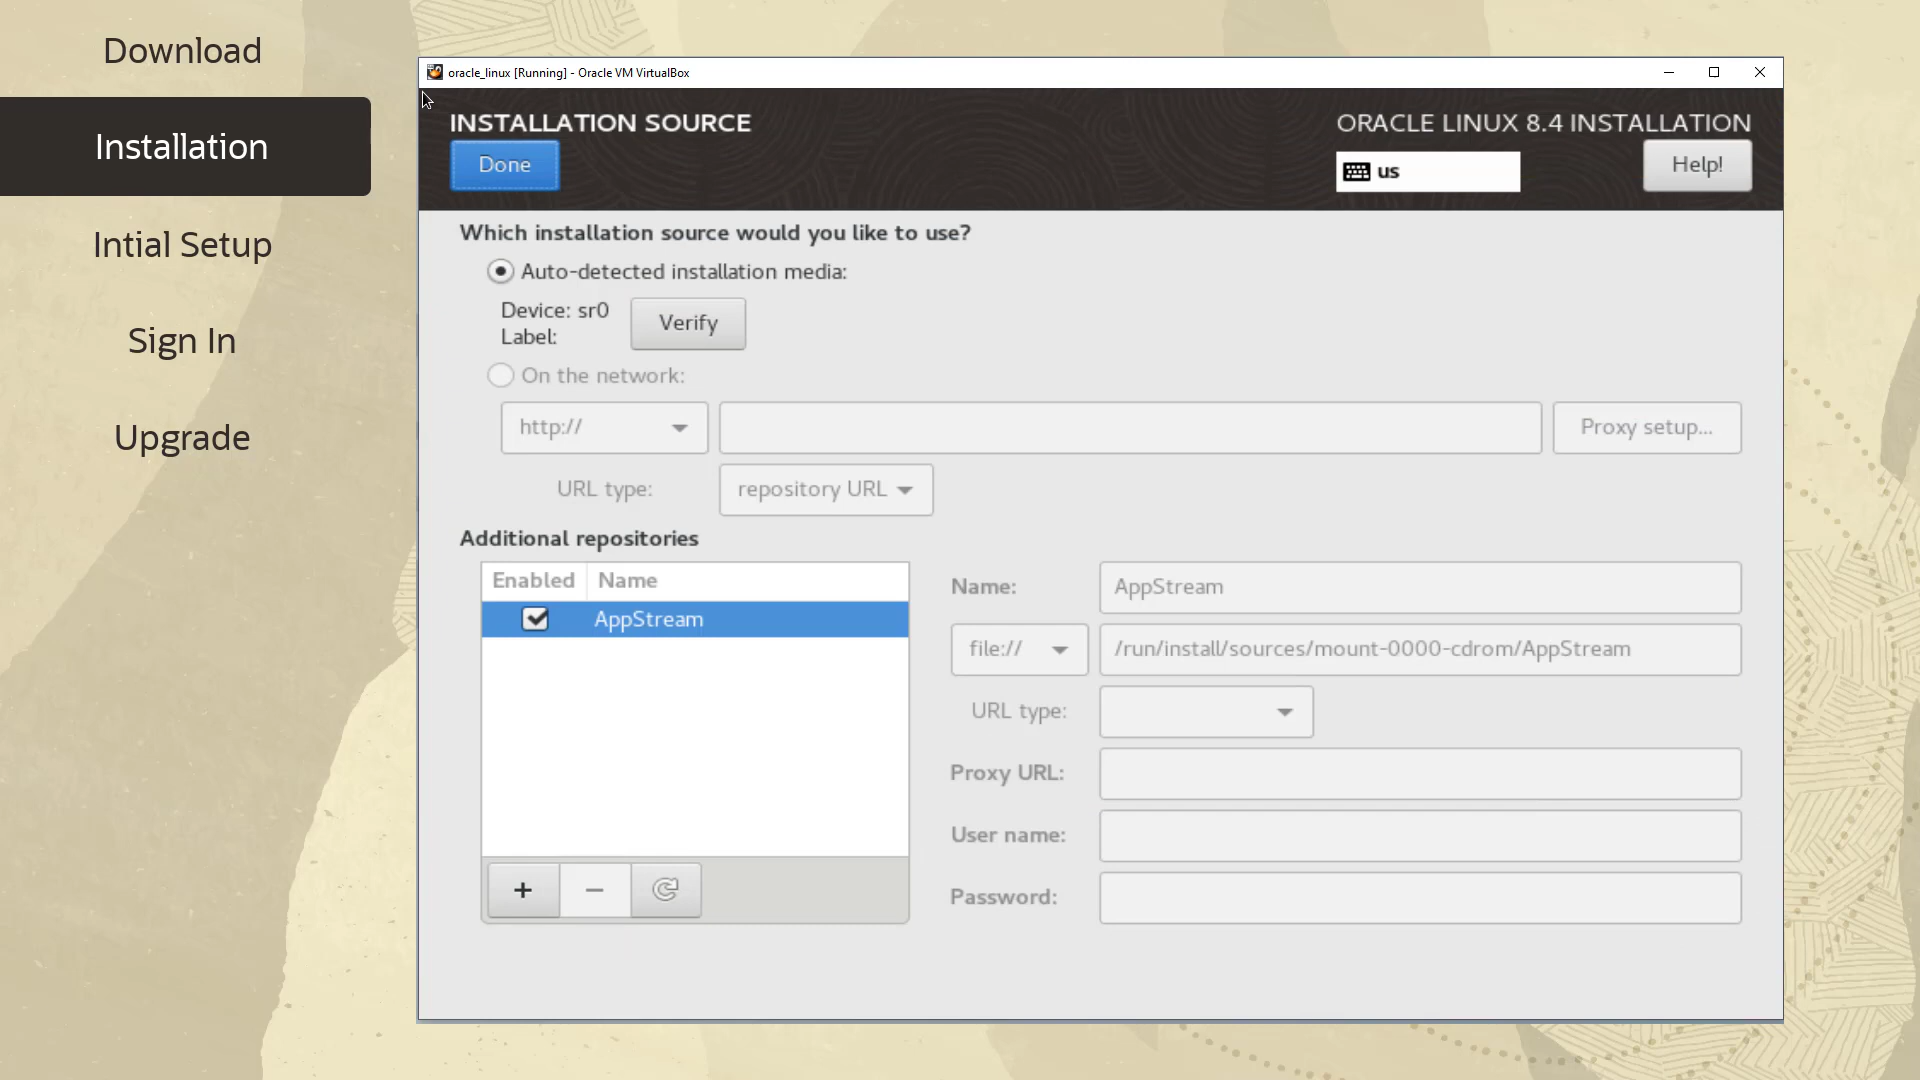 Download
Installation
Intial Setup
Sign In
Upgrade
oracle_linux [Running] - Oracle VM VirtualBox
INSTALLATION SOURCE
ORACLE LINUX 8.4 INSTALLATION
Done
us
Help!
Which installation source would you like to use?
Auto-detected installation media:
Device: sr0
Label:
Verify
On the network:
http://
Proxy setup...
URL type:
repository URL
Additional repositories
Enabled Name
AppStream
Name:
AppStream
file://
/run/install/sources/mount-0000-cdrom/AppStream
URL type:
Proxy URL:
User name:
Password: